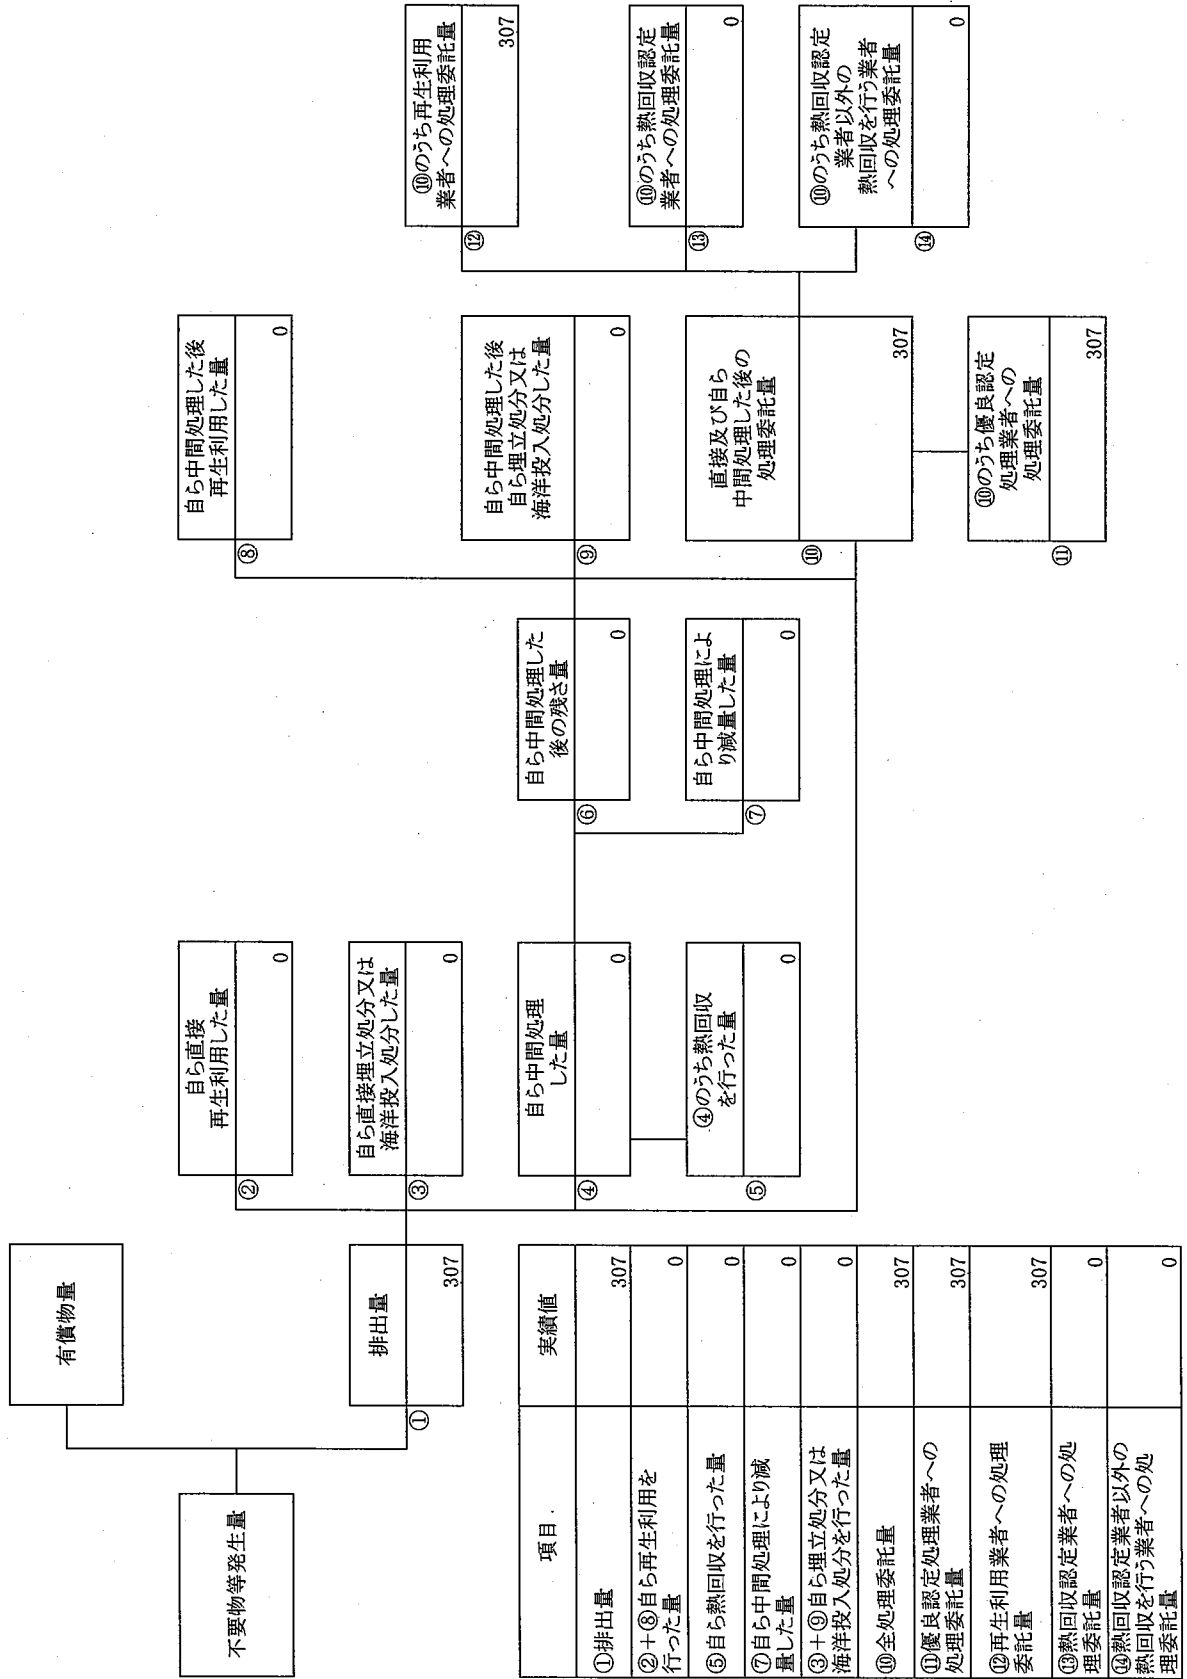 不要物等発生量
有償物量
排出量
①
307
自ら直接
再生利用した量
②
0
自ら直接埋立処分又は
海洋投入処分した量
③
0
自ら中間処理
した量
④
0
④のうち熱回収
を行った量
⑤
0
自ら中間処理した
後の残さ量
⑥
0
自ら中間処理によ
り減量した量
⑦
0
自ら中間処理した後
再生利用した量
⑧
0
自ら中間処理した後
自ら埋立処分又は
海洋投入処分した量
⑨
0
直接及び自ら
中間処理した後の
処理委託量
⑩
307
⑩のうち優良認定
処理業者への
処理委託量
⑪
307
⑩のうち再生利用
業者への処理委託量
⑫
307
⑩のうち熱回収認定
業者への処理委託量
⑬
0
⑩のうち熱回収認定
業者以外の
熱回収を行う業者
への処理委託量
⑭
0
項目 実績値
①排出量 307
②+⑧自ら再生利用を
行った量 0
⑤自ら熱回収を行った量 0
⑦自ら中間処理により減
量した量 0
③+⑨自ら埋立処分又は
海洋投入処分を行った量 0
⑩全処理委託量 307
⑪優良認定処理業者への
処理委託量 307
⑫再生利用業者への処理
委託量 307
⑬熱回収認定業者への処
理委託量 0
⑭熱回収認定業者以外の
熱回収を行う業者への処
理委託量 0